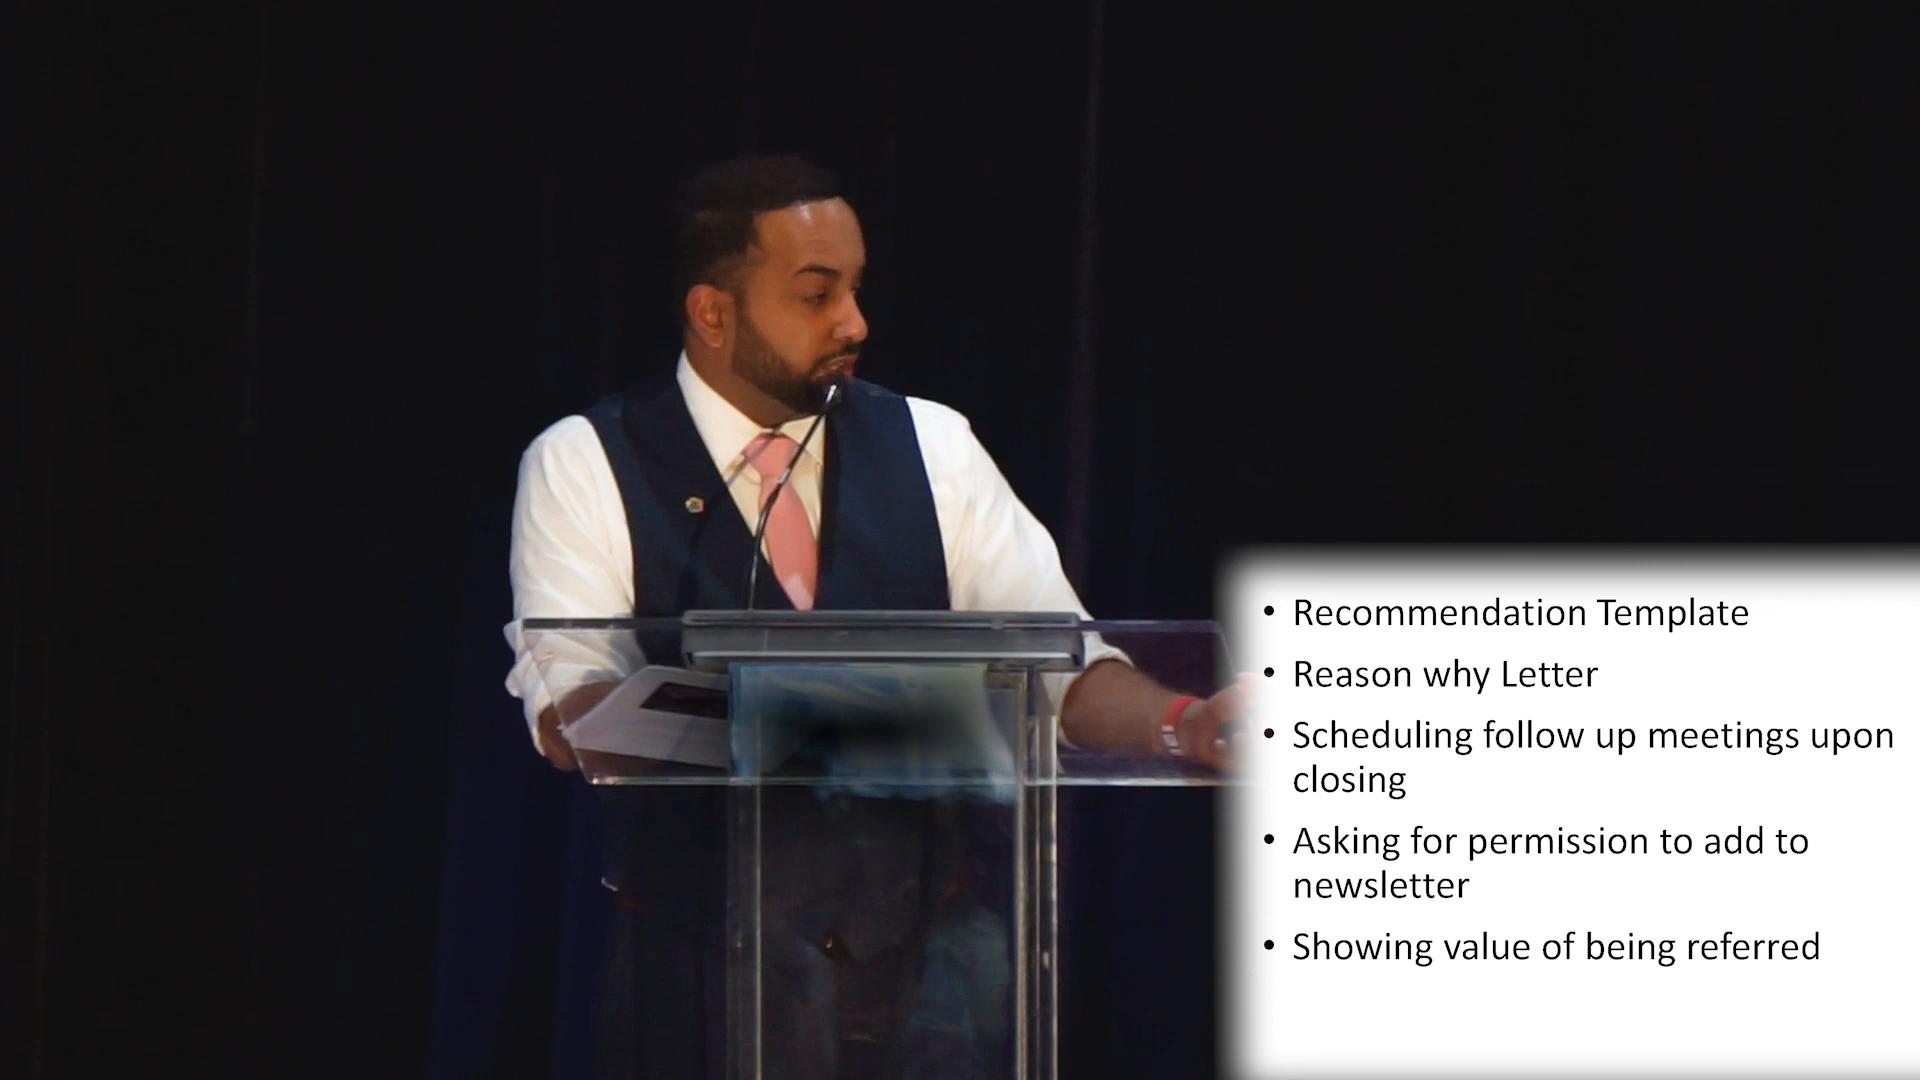 • Recommendation Template
• Reason why Letter
• Scheduling follow up meetings upon
closing
• Asking for permission to add to
newsletter
• Showing value of being referred